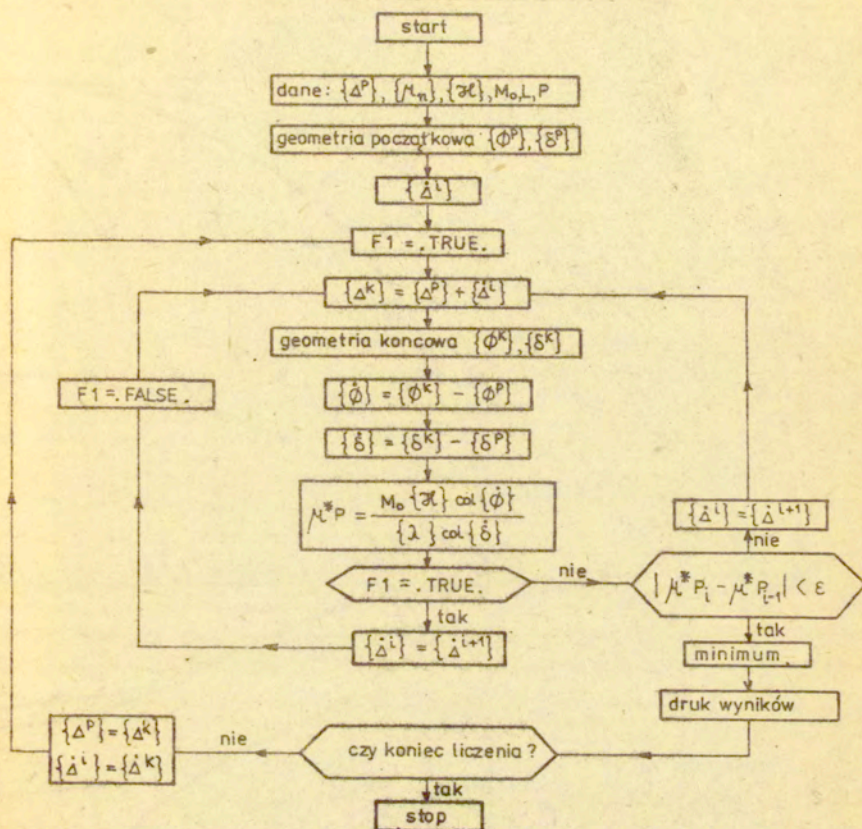 start
dane: {Δᵖ}, {μₙ}, {ℋ}, M₀, L, P
geometria początkowa {Φᵖ}, {δᵖ}
{Δ̇ⁱ}
F1 = .TRUE.
{Δᵏ} = {Δᵖ} + {Δ̇ⁱ}
geometria koncowa {Φᴷ}, {δᴷ}
F1 = .FALSE.
{Φ̇} = {Φᴷ} − {Φᵖ}
{δ̇} = {δᴷ} − {δᵖ}
μ*P = M₀ {ℋ} col {Φ̇} / {λ} col {δ̇}
{Δ̇ⁱ} = {Δ̇ⁱ⁺¹}
nie
F1 = .TRUE.
nie
| μ*Pᵢ − μ*Pᵢ₋₁ | < ε
tak
tak
{Δ̇ⁱ} = {Δ̇ⁱ⁺¹}
minimum
druk wyników
{Δᵖ} = {Δᵏ}
{Δ̇ⁱ} = {Δ̇ᵏ}
nie
czy koniec liczenia ?
tak
stop